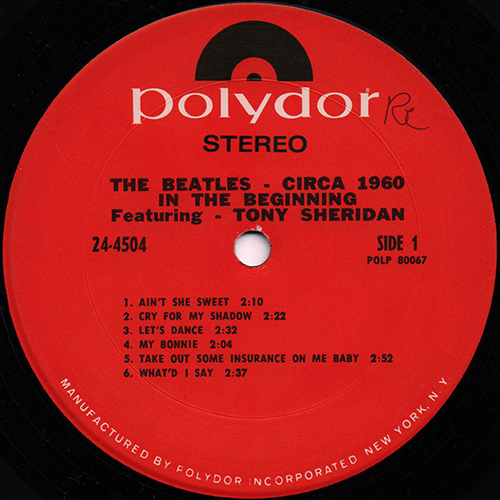 polydor
Re
STEREO
THE BEATLES - CIRCA 1960
IN THE BEGINNING
Featuring - TONY SHERIDAN
24-4504
SIDE 1
POLP 80067
1. AIN'T SHE SWEET 2:10
2. CRY FOR MY SHADOW 2:22
3. LET'S DANCE 2:32
4. MY BONNIE 2:04
5. TAKE OUT SOME INSURANCE ON ME BABY 2:52
6. WHAT'D I SAY 2:37
MANUFACTURED BY POLYDOR INCORPORATED NEW YORK, N.Y.